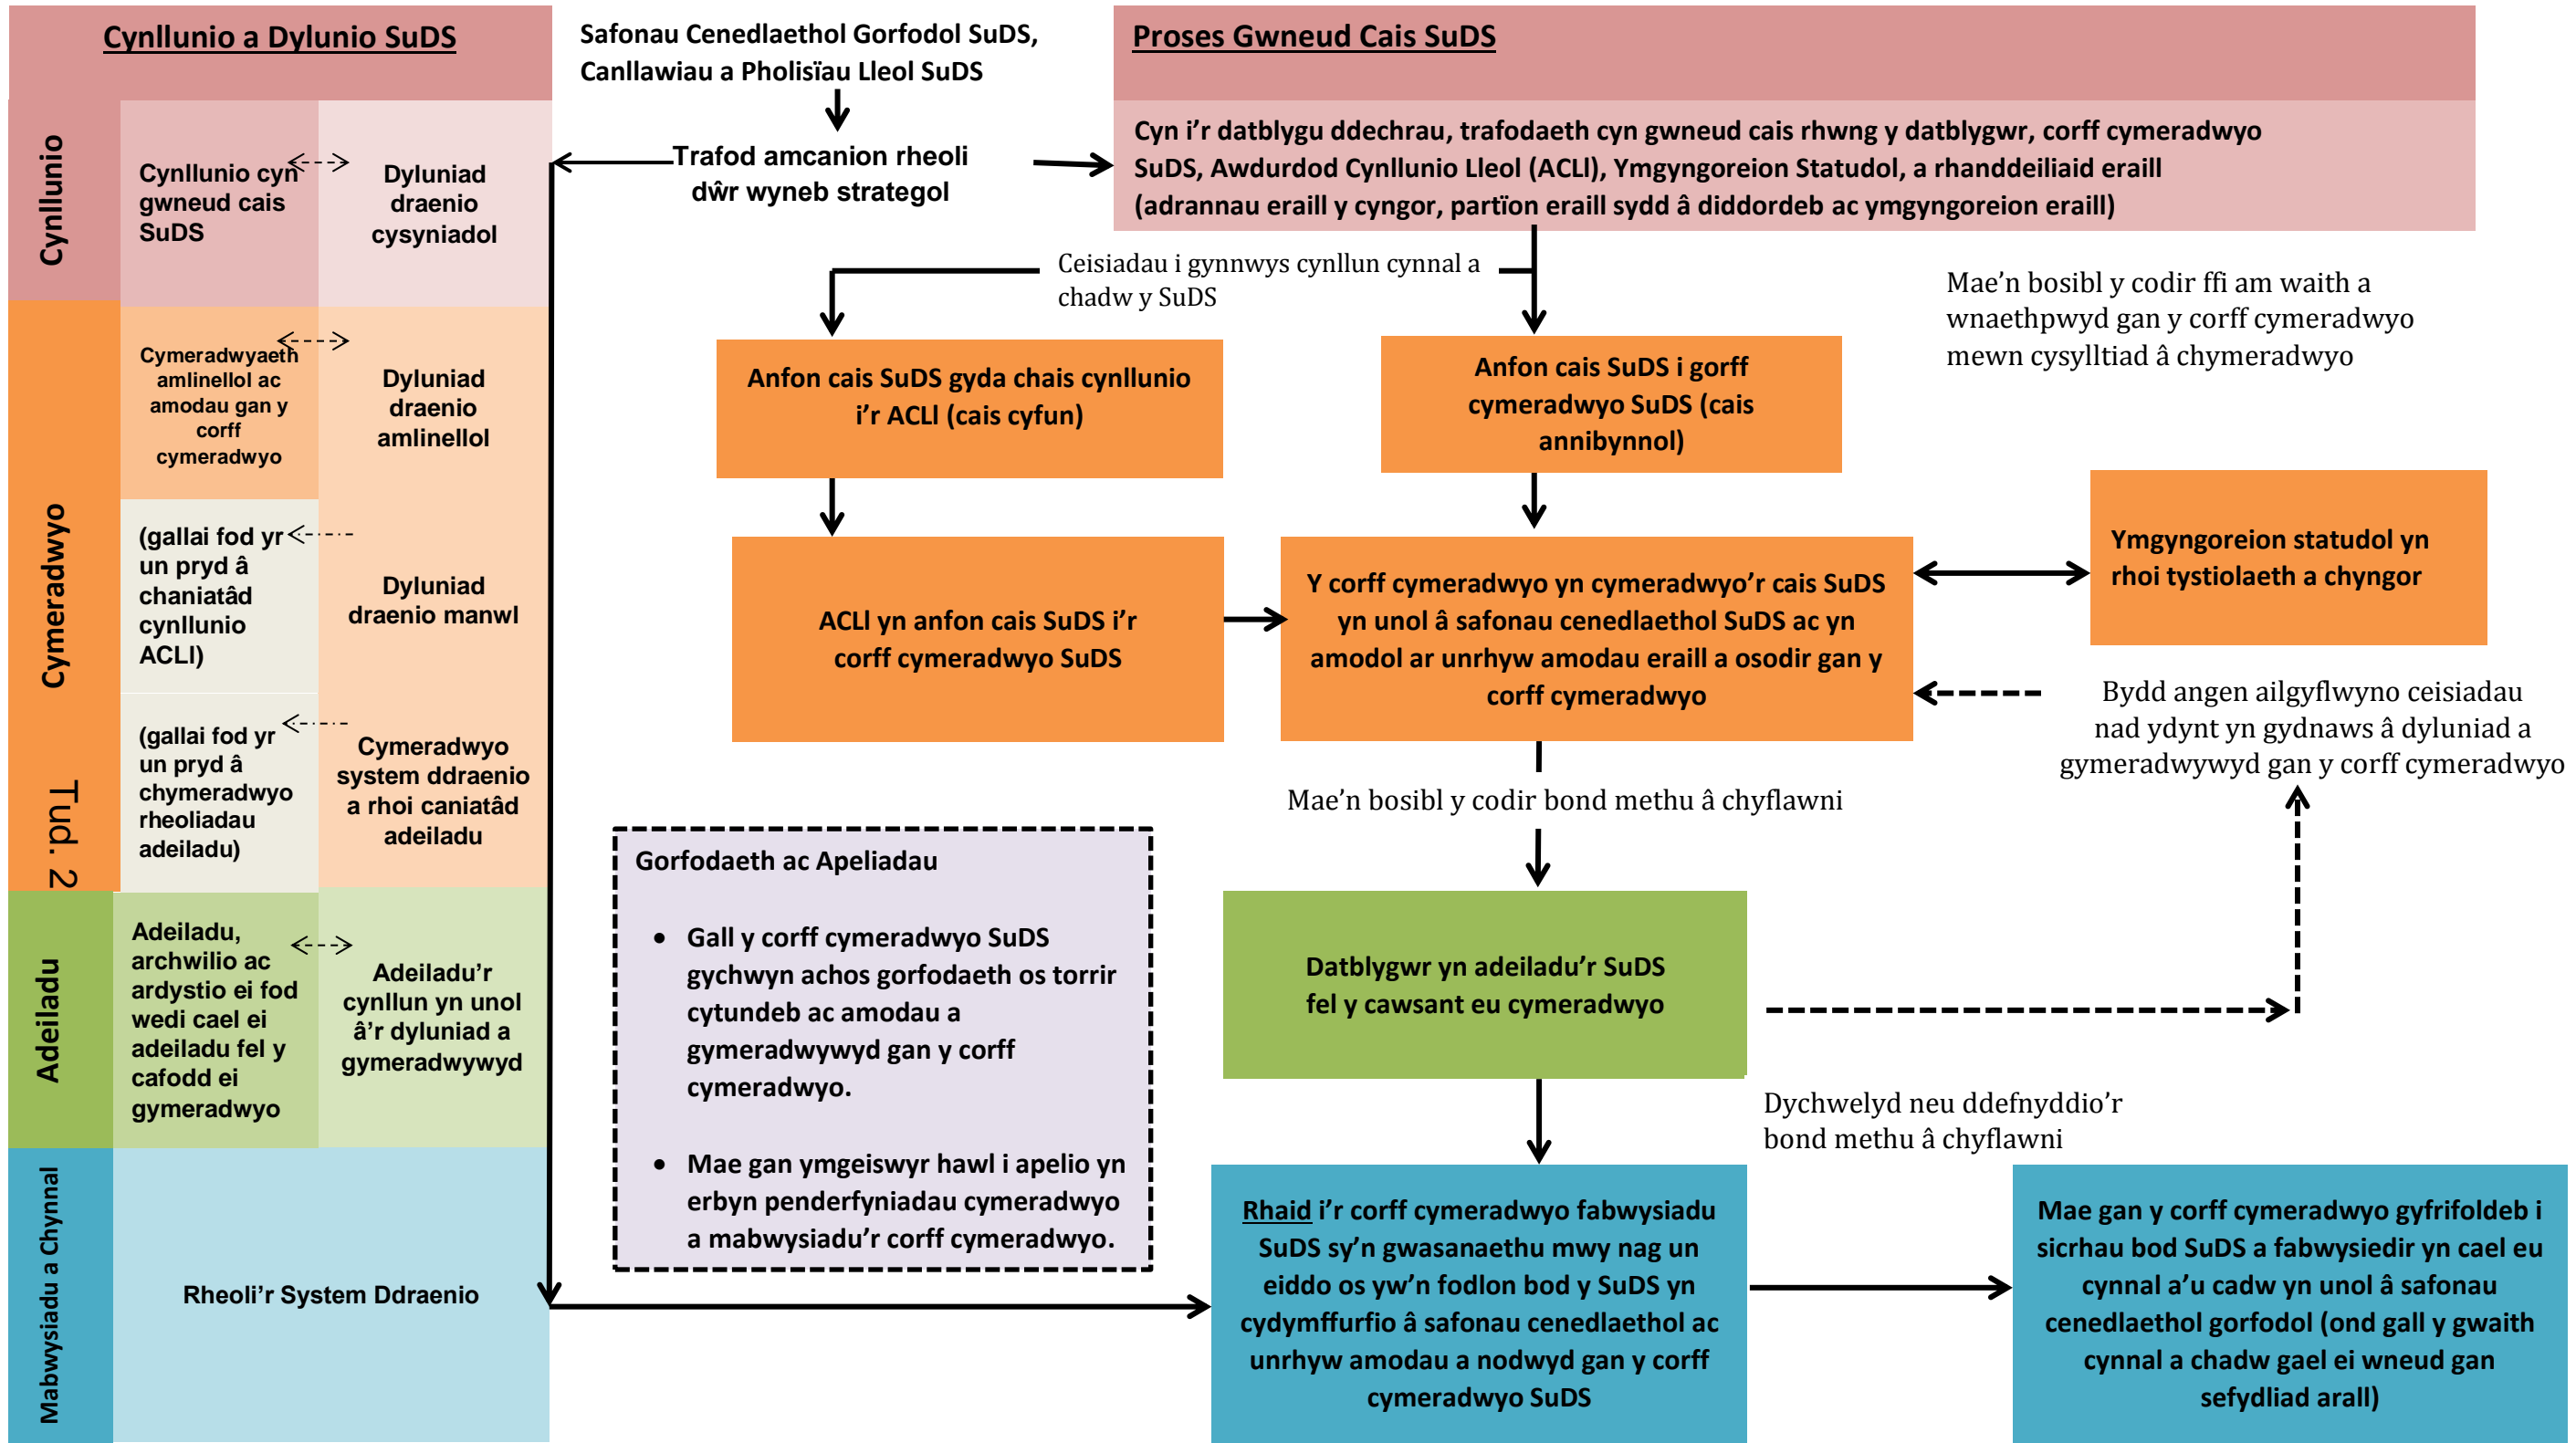 Cynllunio a Dylunio SuDS
Safonau Cenedlaethol Gorfodol SuDS,
Canllawiau a Pholisïau Lleol SuDS
Proses Gwneud Cais SuDS
Trafod amcanion rheoli
dŵr wyneb strategol
Cyn i’r datblygu ddechrau, trafodaeth cyn gwneud cais rhwng y datblygwr, corff cymeradwyo
SuDS, Awdurdod Cynllunio Lleol (ACLl), Ymgyngoreion Statudol, a rhanddeiliaid eraill
(adrannau eraill y cyngor, partïon eraill sydd â diddordeb ac ymgyngoreion eraill)
Cynllunio
Cynllunio cyn
gwneud cais
SuDS
Dyluniad
draenio
cysyniadol
Ceisiadau i gynnwys cynllun cynnal a
chadw y SuDS
Mae’n bosibl y codir ffi am waith a
wnaethpwyd gan y corff cymeradwyo
mewn cysylltiad â chymeradwyo
Cymeradwyo
Cymeradwyaeth
amlinellol ac
amodau gan y
corff
cymeradwyo
Dyluniad
draenio
amlinellol
Anfon cais SuDS gyda chais cynllunio
i’r ACLl (cais cyfun)
Anfon cais SuDS i gorff
cymeradwyo SuDS (cais
annibynnol)
(gallai fod yr
un pryd â
chaniatâd
cynllunio
ACLl)
Dyluniad
draenio manwl
ACLl yn anfon cais SuDS i’r
corff cymeradwyo SuDS
Y corff cymeradwyo yn cymeradwyo’r cais SuDS
yn unol â safonau cenedlaethol SuDS ac yn
amodol ar unrhyw amodau eraill a osodir gan y
corff cymeradwyo
Ymgyngoreion statudol yn
rhoi tystiolaeth a chyngor
Bydd angen ailgyflwyno ceisiadau
nad ydynt yn gydnaws â dyluniad a
gymeradwywyd gan y corff cymeradwyo
(gallai fod yr
un pryd â
chymeradwyo
rheoliadau
adeiladu)
Cymeradwyo
system ddraenio
a rhoi caniatâd
adeiladu
Tud. 2
Mae’n bosibl y codir bond methu â chyflawni
Gorfodaeth ac Apeliadau
• Gall y corff cymeradwyo SuDS
gychwyn achos gorfodaeth os torrir
cytundeb ac amodau a
gymeradwywyd gan y corff
cymeradwyo.
• Mae gan ymgeiswyr hawl i apelio yn
erbyn penderfyniadau cymeradwyo
a mabwysiadu’r corff cymeradwyo.
Adeiladu
Adeiladu,
archwilio ac
ardystio ei fod
wedi cael ei
adeiladu fel y
cafodd ei
gymeradwyo
Adeiladu’r
cynllun yn unol
â’r dyluniad a
gymeradwywyd
Datblygwr yn adeiladu’r SuDS
fel y cawsant eu cymeradwyo
Dychwelyd neu ddefnyddio’r
bond methu â chyflawni
Mabwysiadu a Chynnal
Rheoli’r System Ddraenio
Rhaid i’r corff cymeradwyo fabwysiadu
SuDS sy’n gwasanaethu mwy nag un
eiddo os yw’n fodlon bod y SuDS yn
cydymffurfio â safonau cenedlaethol ac
unrhyw amodau a nodwyd gan y corff
cymeradwyo SuDS
Mae gan y corff cymeradwyo gyfrifoldeb i
sicrhau bod SuDS a fabwysiedir yn cael eu
cynnal a’u cadw yn unol â safonau
cenedlaethol gorfodol (ond gall y gwaith
cynnal a chadw gael ei wneud gan
sefydliad arall)